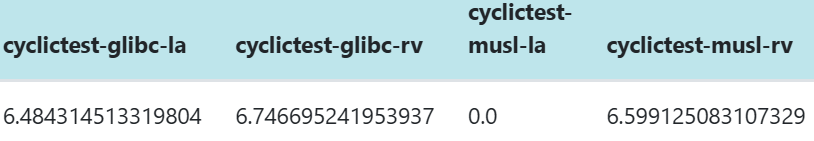 cyclictest-glibc-la cyclictest-glibc-rv cyclictest-
musl-la cyclictest-musl-rv
6.484314513319804 6.746695241953937 0.0 6.599125083107329